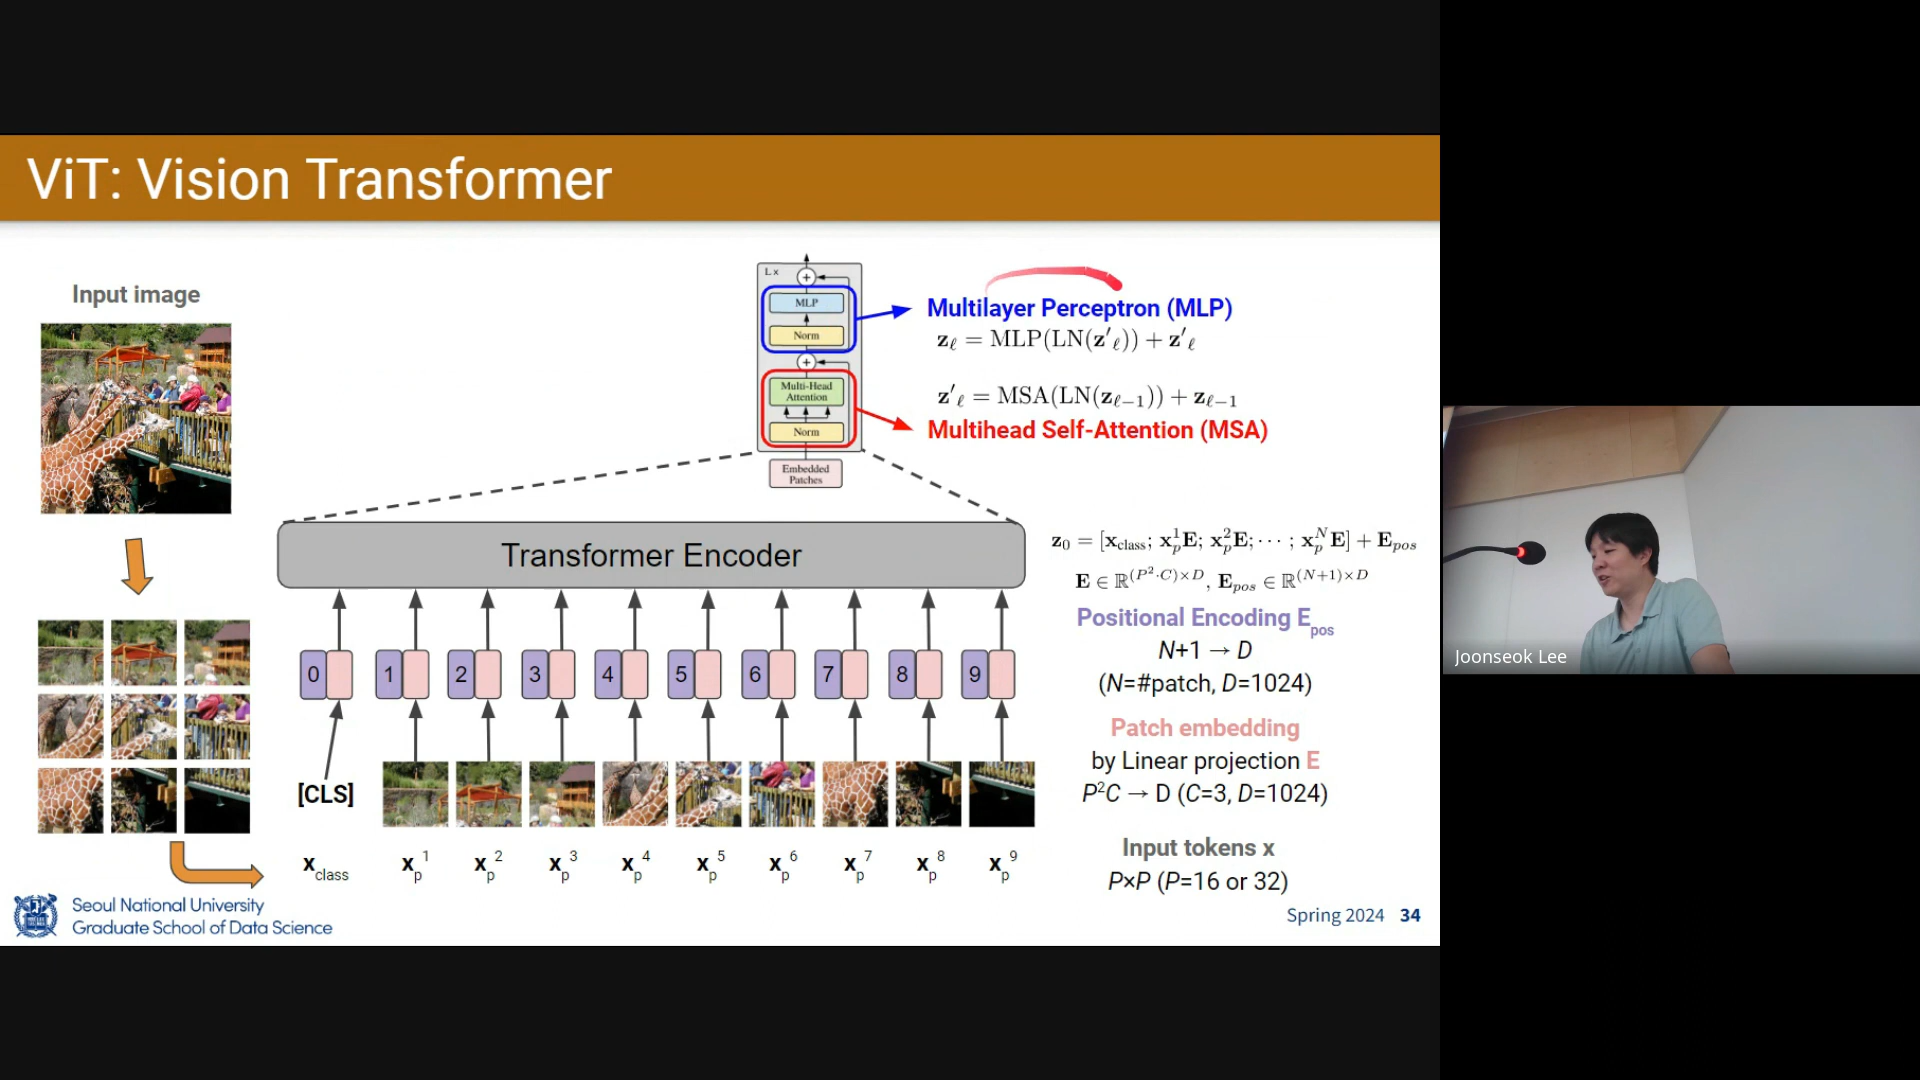 ViT: Vision Transformer
Input image
L x
+
MLP
Norm
+
Multi-Head
Attention
Norm
Embedded
Patches
Multilayer Perceptron (MLP)
z_ℓ = MLP(LN(z'_ℓ)) + z'_ℓ
z'_ℓ = MSA(LN(z_{ℓ−1})) + z_{ℓ−1}
Multihead Self-Attention (MSA)
Transformer Encoder
0 1 2 3 4 5 6 7 8 9
[CLS]
x_class x_p^1 x_p^2 x_p^3 x_p^4 x_p^5 x_p^6 x_p^7 x_p^8 x_p^9
z_0 = [x_class; x_p^1 E; x_p^2 E; ⋯ ; x_p^N E] + E_pos
E ∈ ℝ^{(P²·C)×D}, E_pos ∈ ℝ^{(N+1)×D}
Positional Encoding E_pos
N+1 → D
(N=#patch, D=1024)
Patch embedding
by Linear projection E
P²C → D (C=3, D=1024)
Input tokens x
P×P (P=16 or 32)
Seoul National University
Graduate School of Data Science
Spring 2024 34
Joonseok Lee